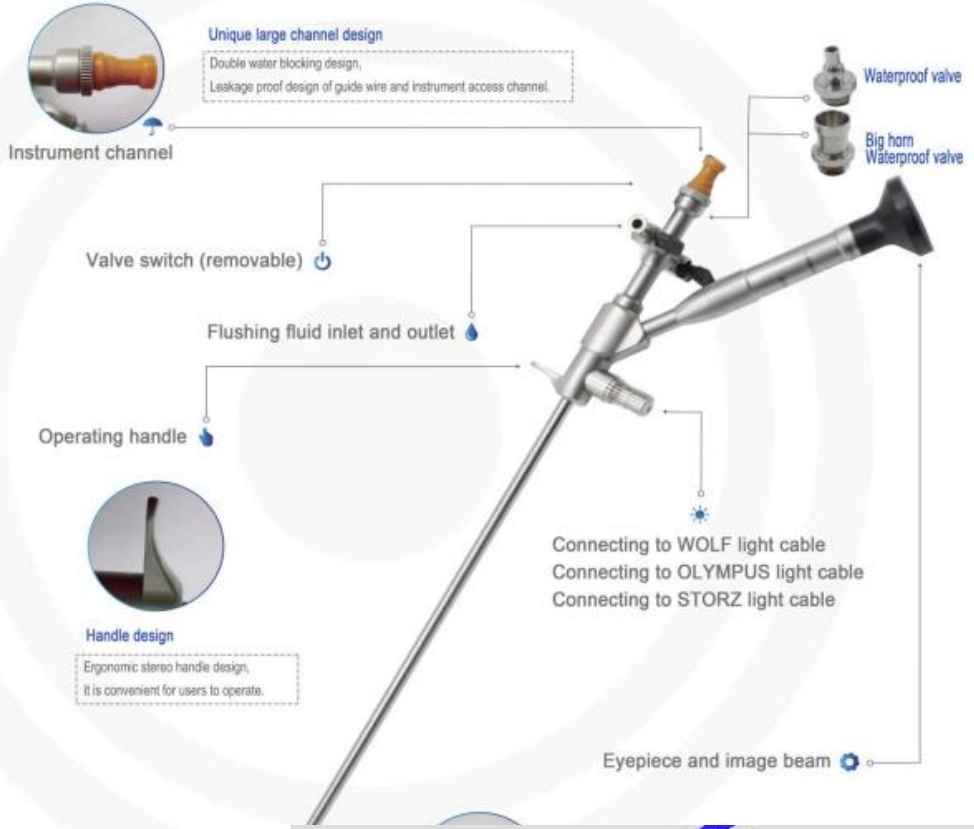 Unique large channel design
Double water blocking design,
Leakage proof design of guide wire and instrument access channel.
Instrument channel
Waterproof valve
Big horn
Waterproof valve
Valve switch (removable)
Flushing fluid inlet and outlet
Operating handle
Connecting to WOLF light cable
Connecting to OLYMPUS light cable
Connecting to STORZ light cable
Handle design
Ergonomic stereo handle design,
It is convenient for users to operate.
Eyepiece and image beam